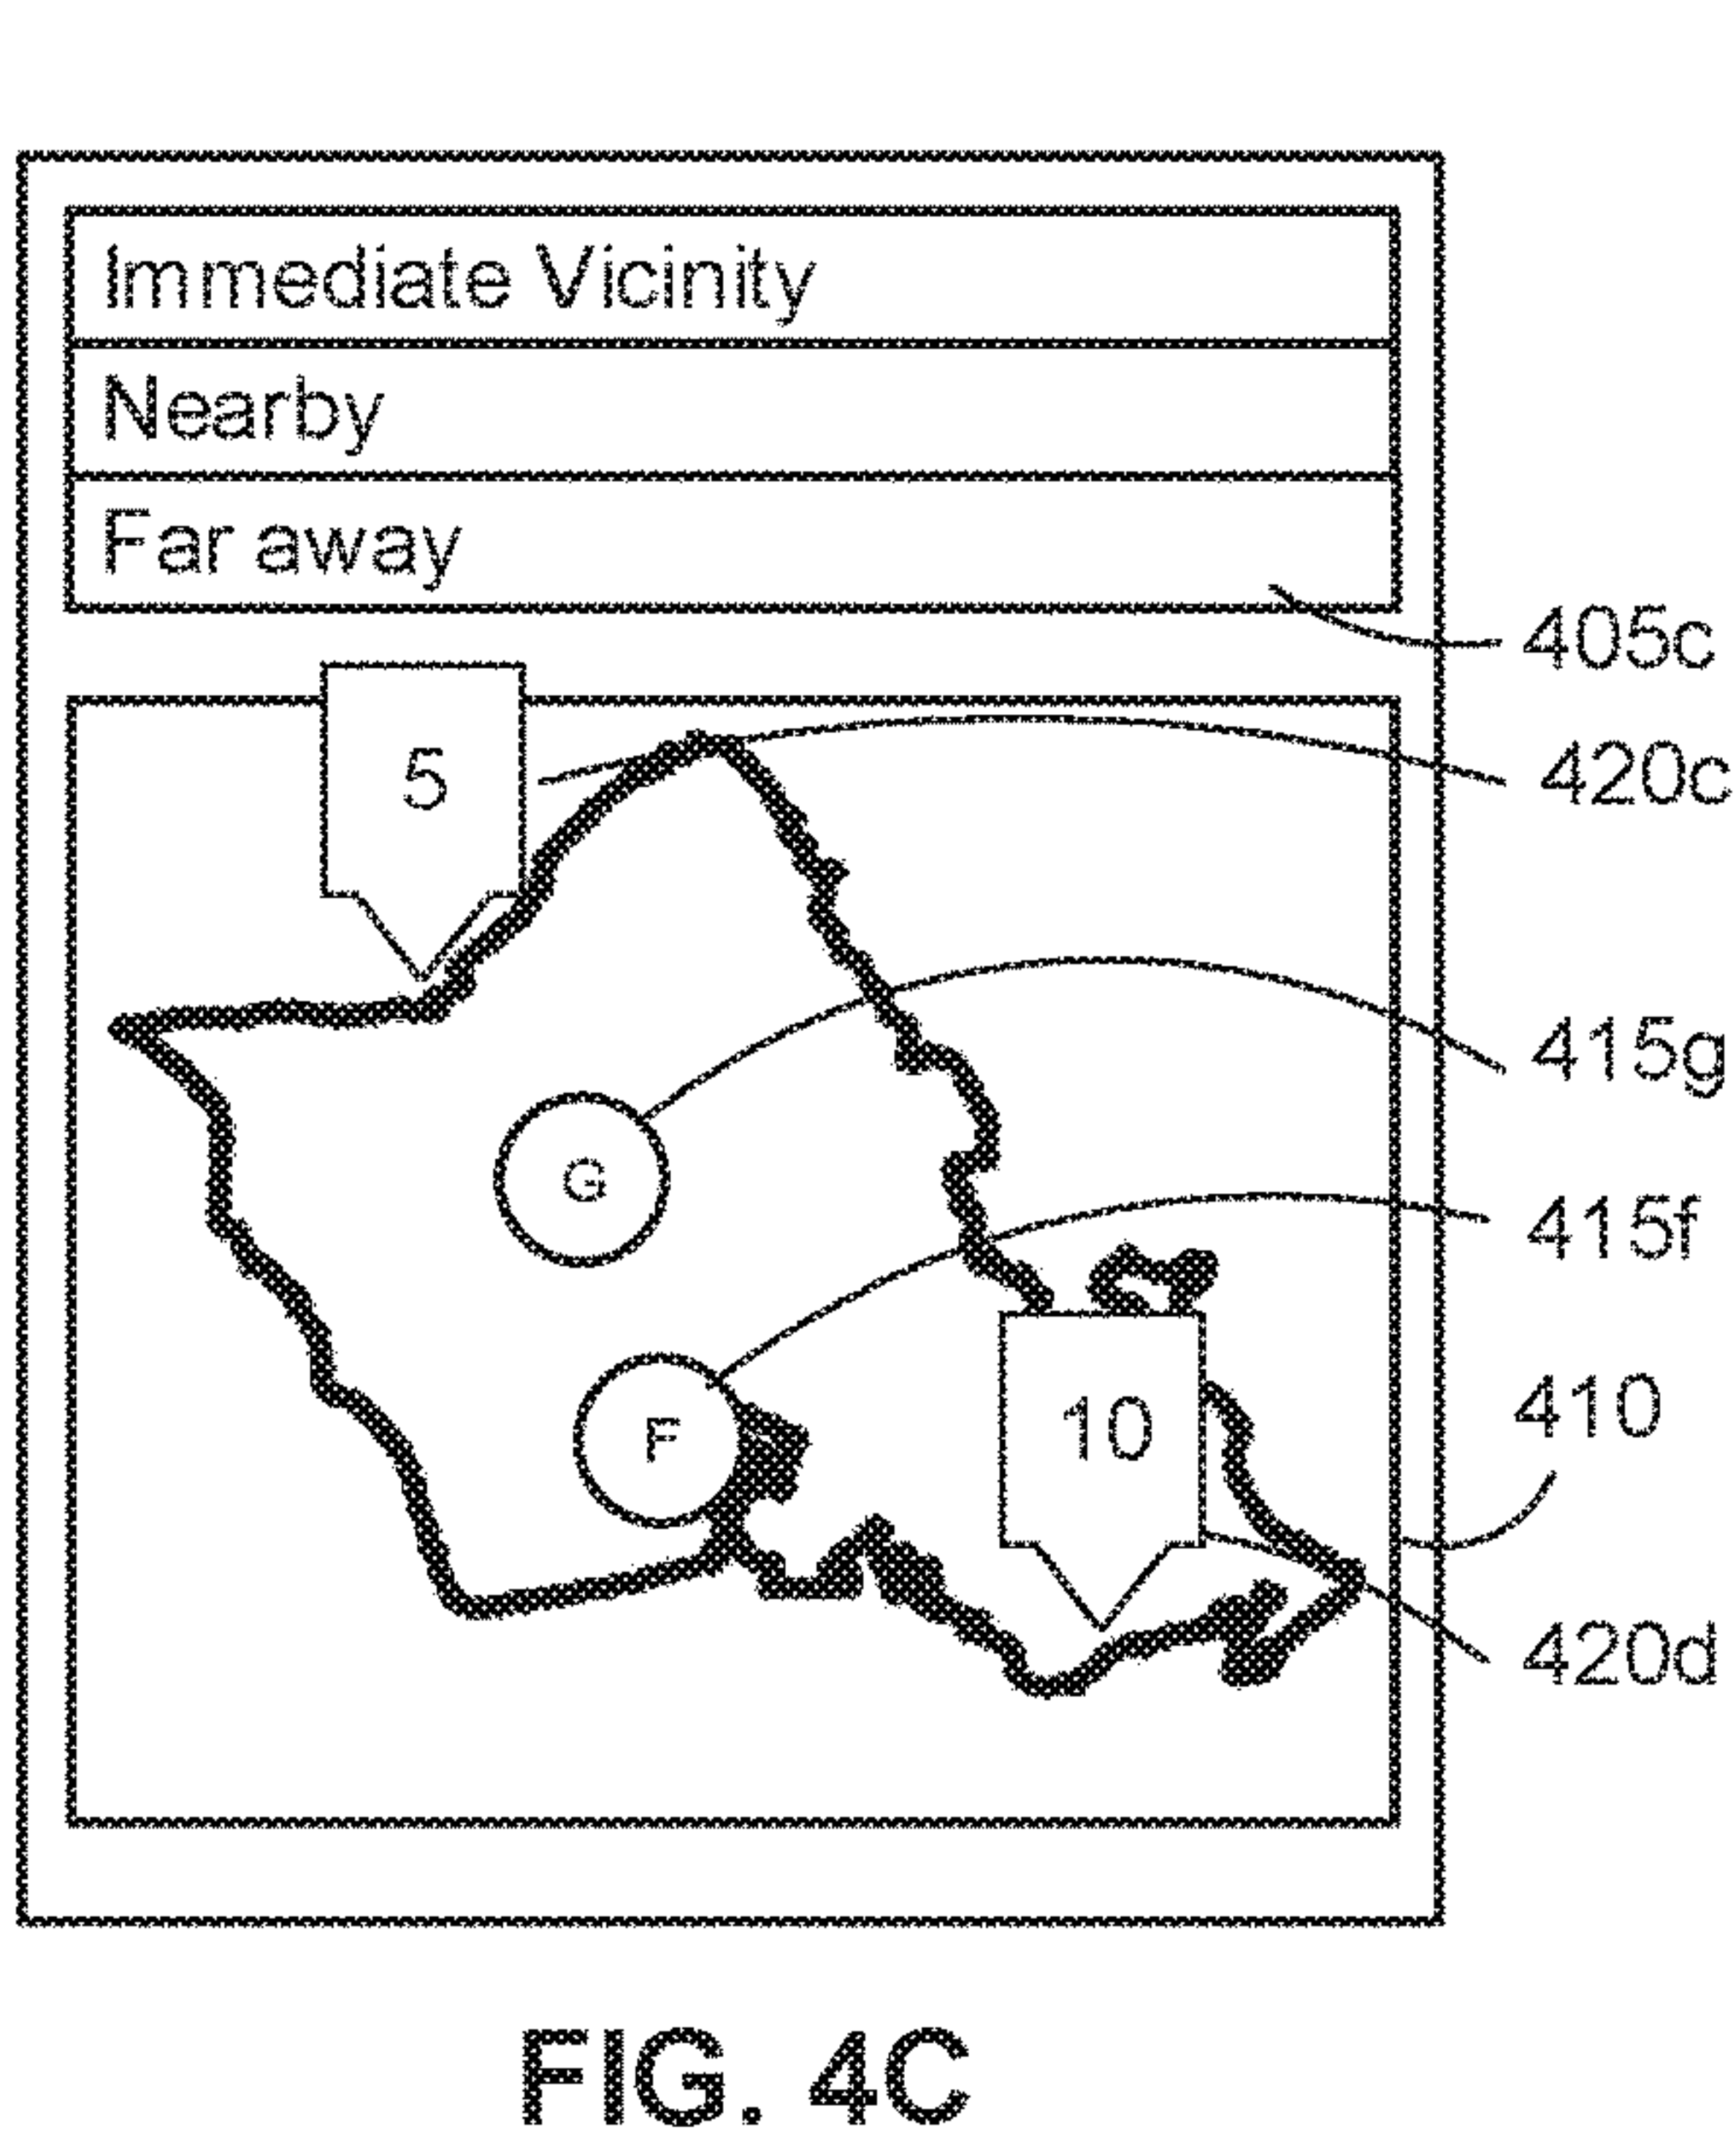 Immediate Vicinity
Nearby
Far away
405c
5
420c
G
415g
F
415f
10
410
420d
FIG. 4C